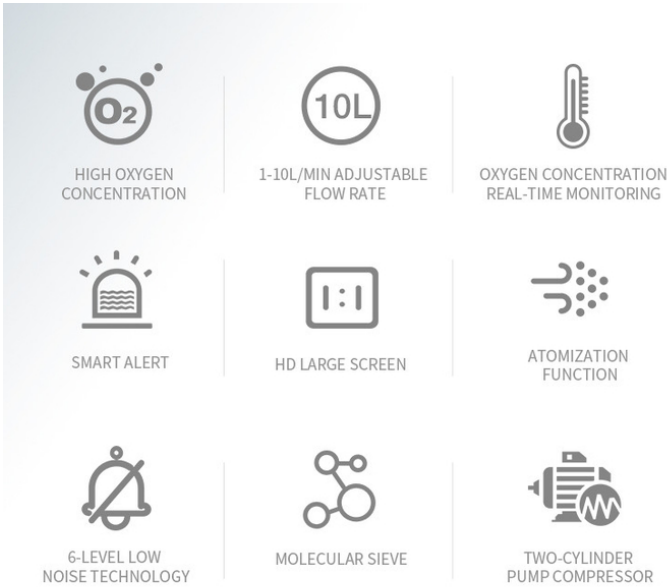 O2
10L
HIGH OXYGEN
CONCENTRATION
1-10L/MIN ADJUSTABLE
FLOW RATE
OXYGEN CONCENTRATION
REAL-TIME MONITORING
1:1
SMART ALERT
HD LARGE SCREEN
ATOMIZATION
FUNCTION
6-LEVEL LOW
NOISE TECHNOLOGY
MOLECULAR SIEVE
TWO-CYLINDER
PUMP COMPRESSOR